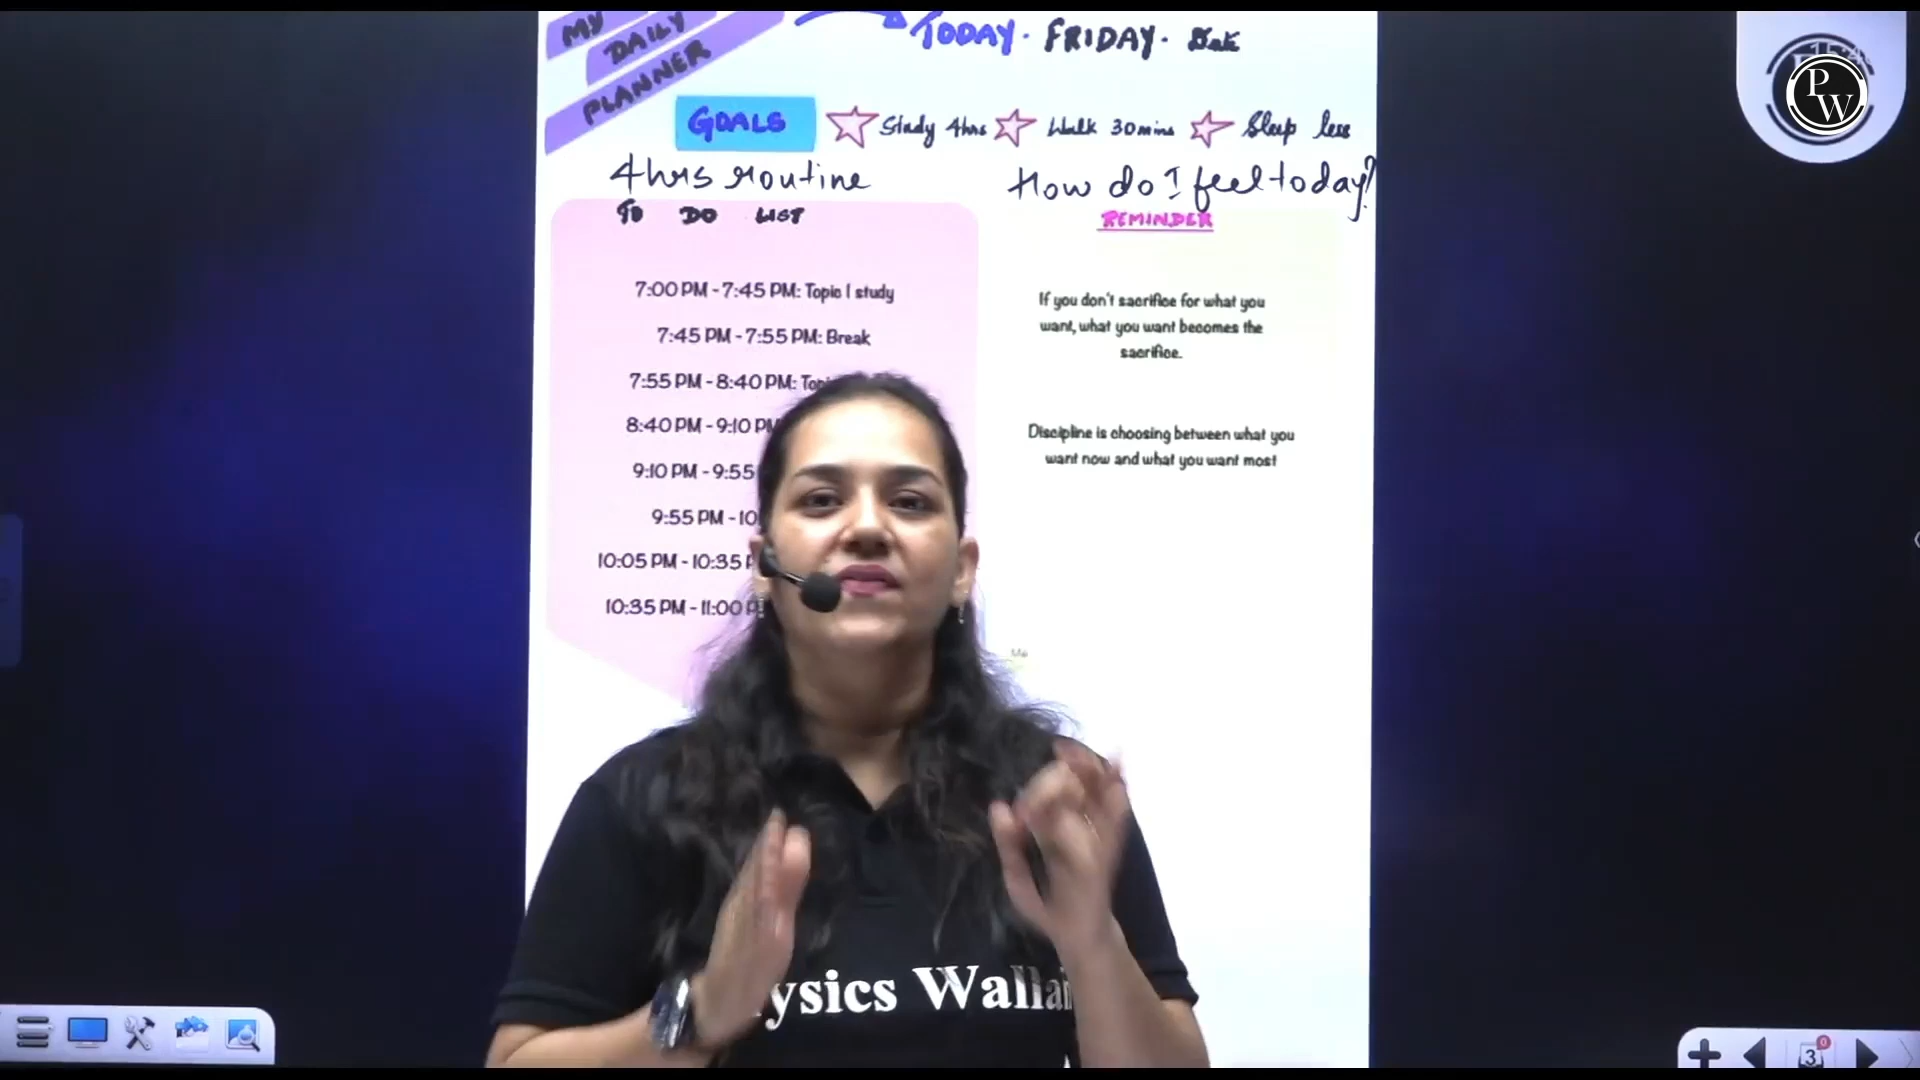 MY
DAILY
PLANNER
TODAY. FRIDAY.
GOALS Study 4hrs Walk 30mins Sleep less
4hrs routine
How do I feel today?
TO DO LIST
7:00 PM - 7:45 PM: Topic 1 study
7:45 PM - 7:55 PM: Break
7:55 PM - 8:40 PM:
8:40 PM - 9:10 PM
9:10 PM - 9:55
9:55 PM - 10
10:05 PM - 10:35
10:35 PM - 11:00
REMINDER
If you don't sacrifice for what you
want, what you want becomes the
sacrifice.
Discipline is choosing between what you
want now and what you want most
ysics Walla
PW
3
0